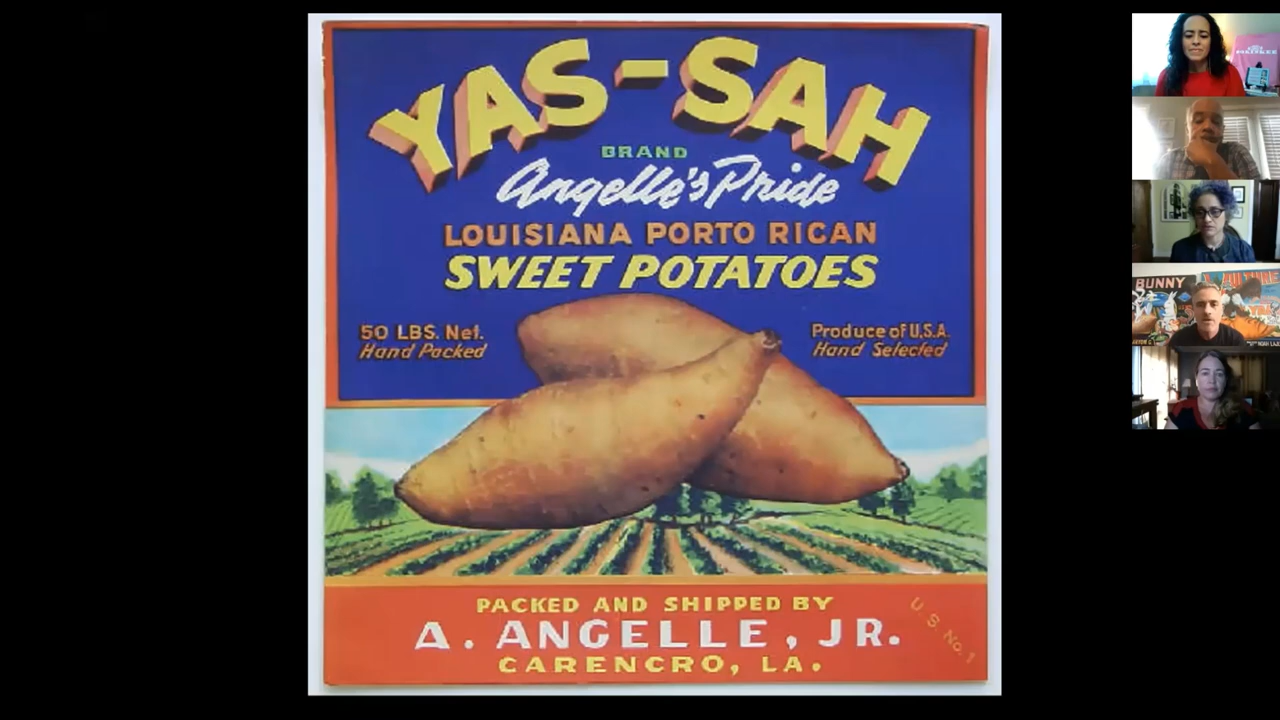 YAS-SAH
BRAND
Angelle's Pride
LOUISIANA PORTO RICAN
SWEET POTATOES
50 LBS. Net.
Hand Packed
Produce of U.S.A.
Hand Selected
PACKED AND SHIPPED BY
A. ANGELLE, JR.
CARENCRO, LA.
U.S. No. 1
BUNNY